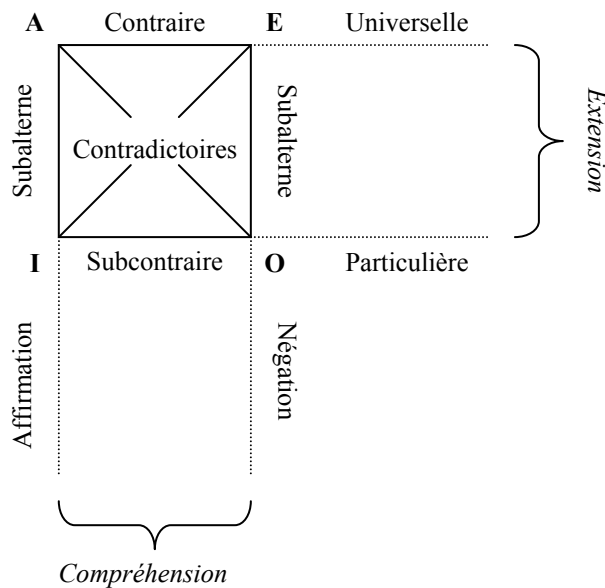 A Contraire E Universelle
Subalterne
Contradictoires
Subalterne
Extension
I Subcontraire O Particulière
Affirmation
Négation
Compréhension